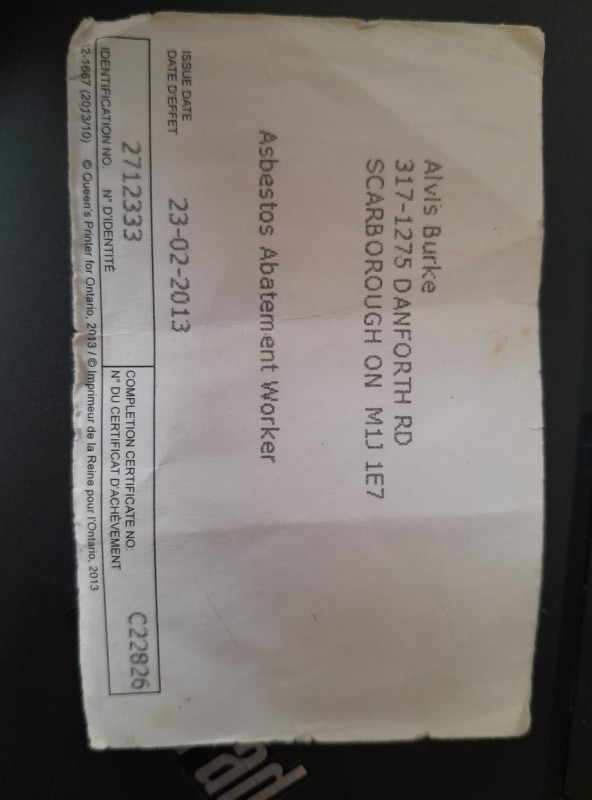 Alvis Burke
317-1275 DANFORTH RD
SCARBOROUGH ON M1J 1E7
Asbestos Abatement Worker
ISSUE DATE
DATE D'EFFET
23-02-2013
IDENTIFICATION NO. N° D'IDENTITÉ
2712333
COMPLETION CERTIFICATE NO.
N° DU CERTIFICAT D'ACHÈVEMENT
C22826
2-1667 (2013/10) © Queen's Printer for Ontario, 2013 / © Imprimeur de la Reine pour l'Ontario, 2013